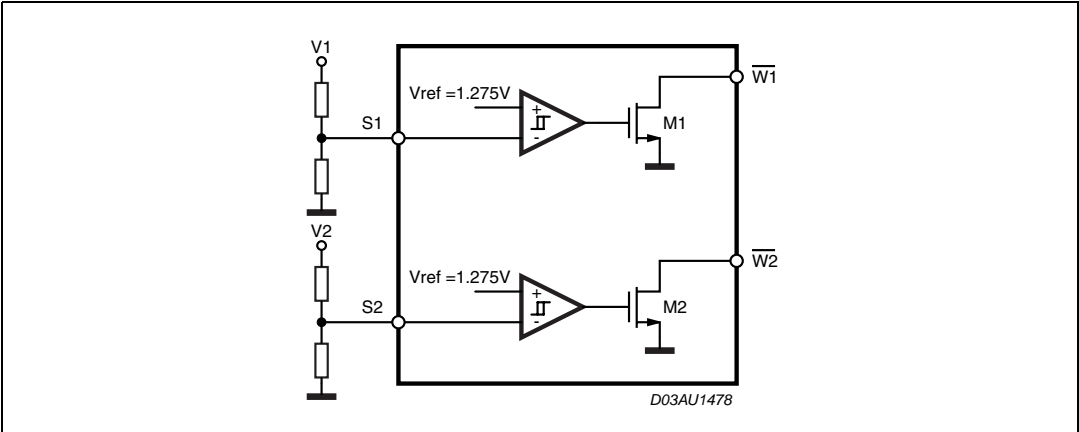 V1
Vref =1.275V
W1
S1
+
-
M1
V2
Vref =1.275V
W2
S2
+
-
M2
D03AU1478